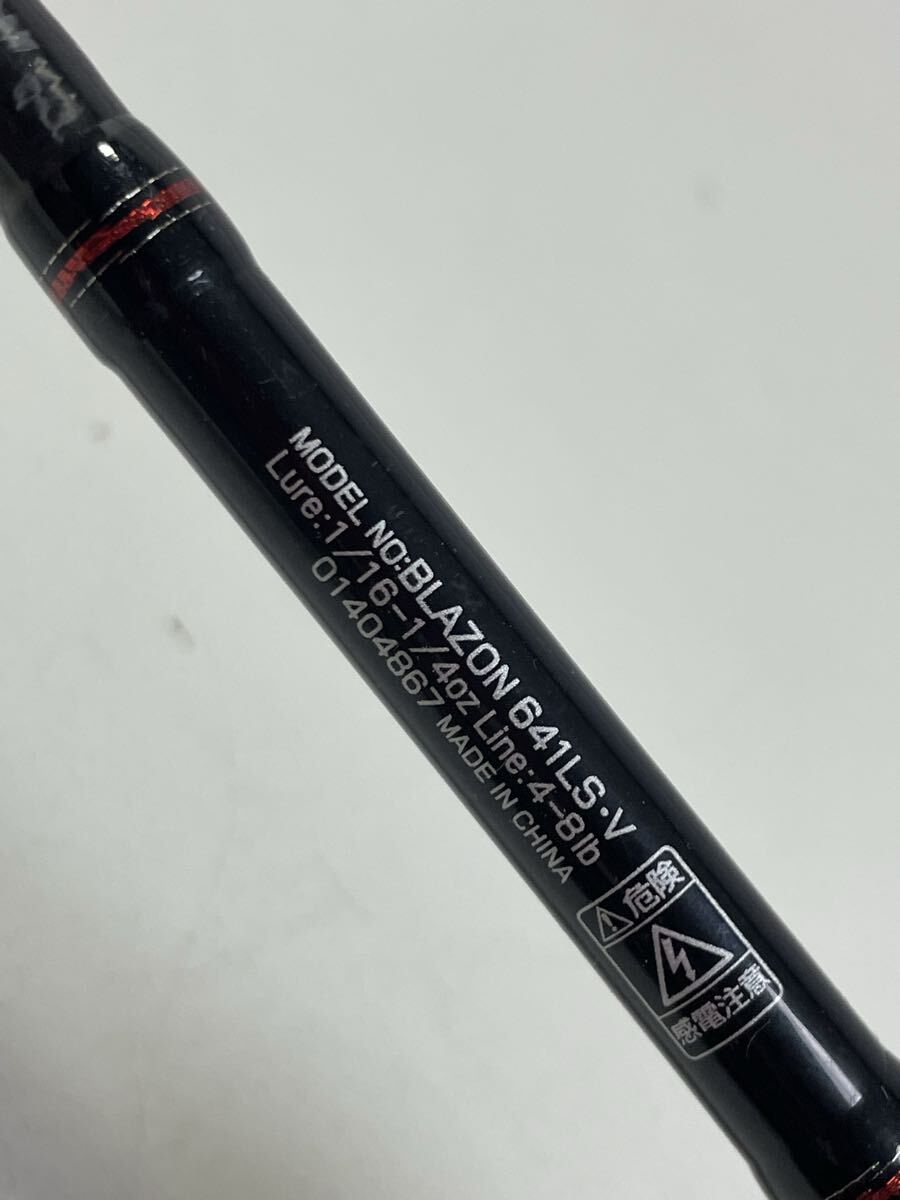 MODEL NO:BLAZON 641LS・V
Lure:1/16-1/4oz Line:4-8lb
01404867 MADE IN CHINA
危険
感電注意